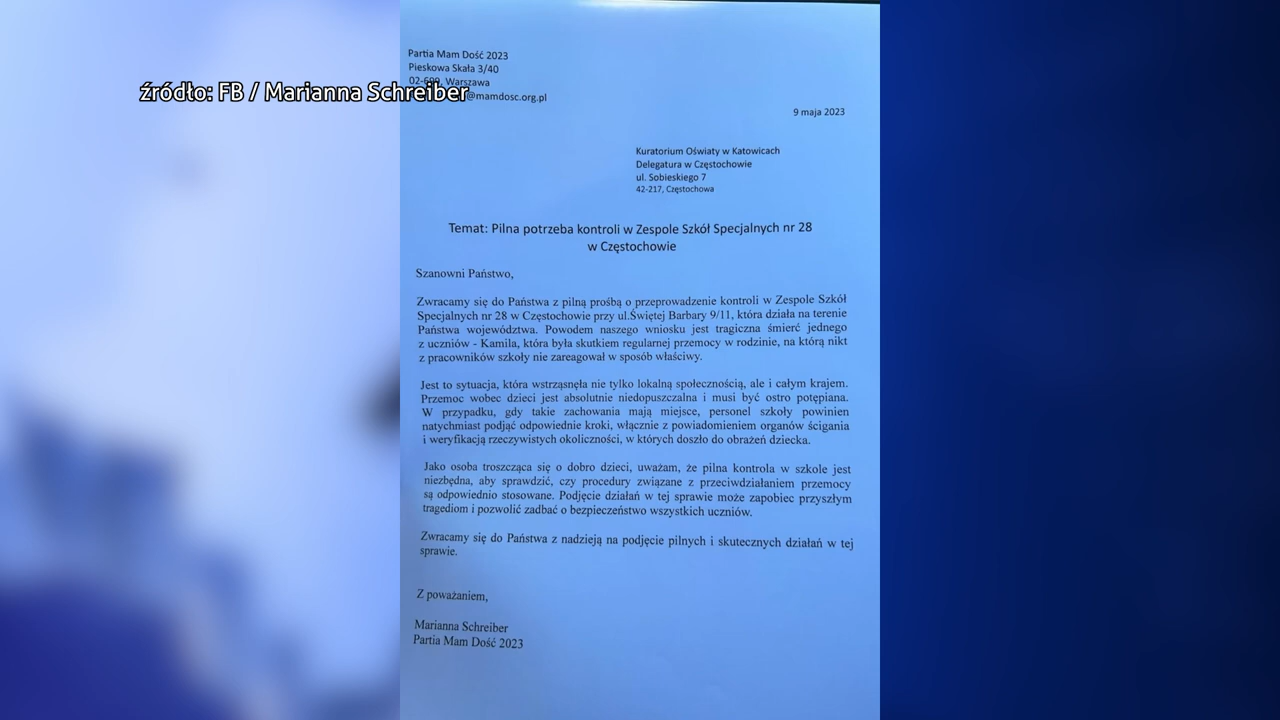 źródło: FB / Marianna Schreiber
Partia Mam Dość 2023
Pieskowa Skała 3/40
Warszawa
@mamdosc.org.pl
9 maja 2023
Kuratorium Oświaty w Katowicach
Delegatura w Częstochowie
ul. Sobieskiego 7
42-217, Częstochowa
Temat: Pilna potrzeba kontroli w Zespole Szkół Specjalnych nr 28
w Częstochowie
Szanowni Państwo,
Zwracamy się do Państwa z pilną prośbą o przeprowadzenie kontroli w Zespole Szkół
Specjalnych nr 28 w Częstochowie przy ul.Świętej Barbary 9/11, która działa na terenie
Państwa województwa. Powodem naszego wniosku jest tragiczna śmierć jednego
z uczniów - Kamila, która była skutkiem regularnej przemocy w rodzinie, na którą nikt
z pracowników szkoły nie zareagował w sposób właściwy.
Jest to sytuacja, która wstrząsnęła nie tylko lokalną społecznością, ale i całym krajem.
Przemoc wobec dzieci jest absolutnie niedopuszczalna i musi być ostro potępiana.
W przypadku, gdy takie zachowania mają miejsce, personel szkoły powinien
natychmiast podjąć odpowiednie kroki, włącznie z powiadomieniem organów ścigania
i weryfikacją rzeczywistych okoliczności, w których doszło do obrażeń dziecka.
Jako osoba troszcząca się o dobro dzieci, uważam, że pilna kontrola w szkole jest
niezbędna, aby sprawdzić, czy procedury związane z przeciwdziałaniem przemocy
są odpowiednio stosowane. Podjęcie działań w tej sprawie może zapobiec przyszłym
tragediom i pozwolić zadbać o bezpieczeństwo wszystkich uczniów.
Zwracamy się do Państwa z nadzieją na podjęcie pilnych i skutecznych działań w tej
sprawie.
Z poważaniem,
Marianna Schreiber
Partia Mam Dość 2023